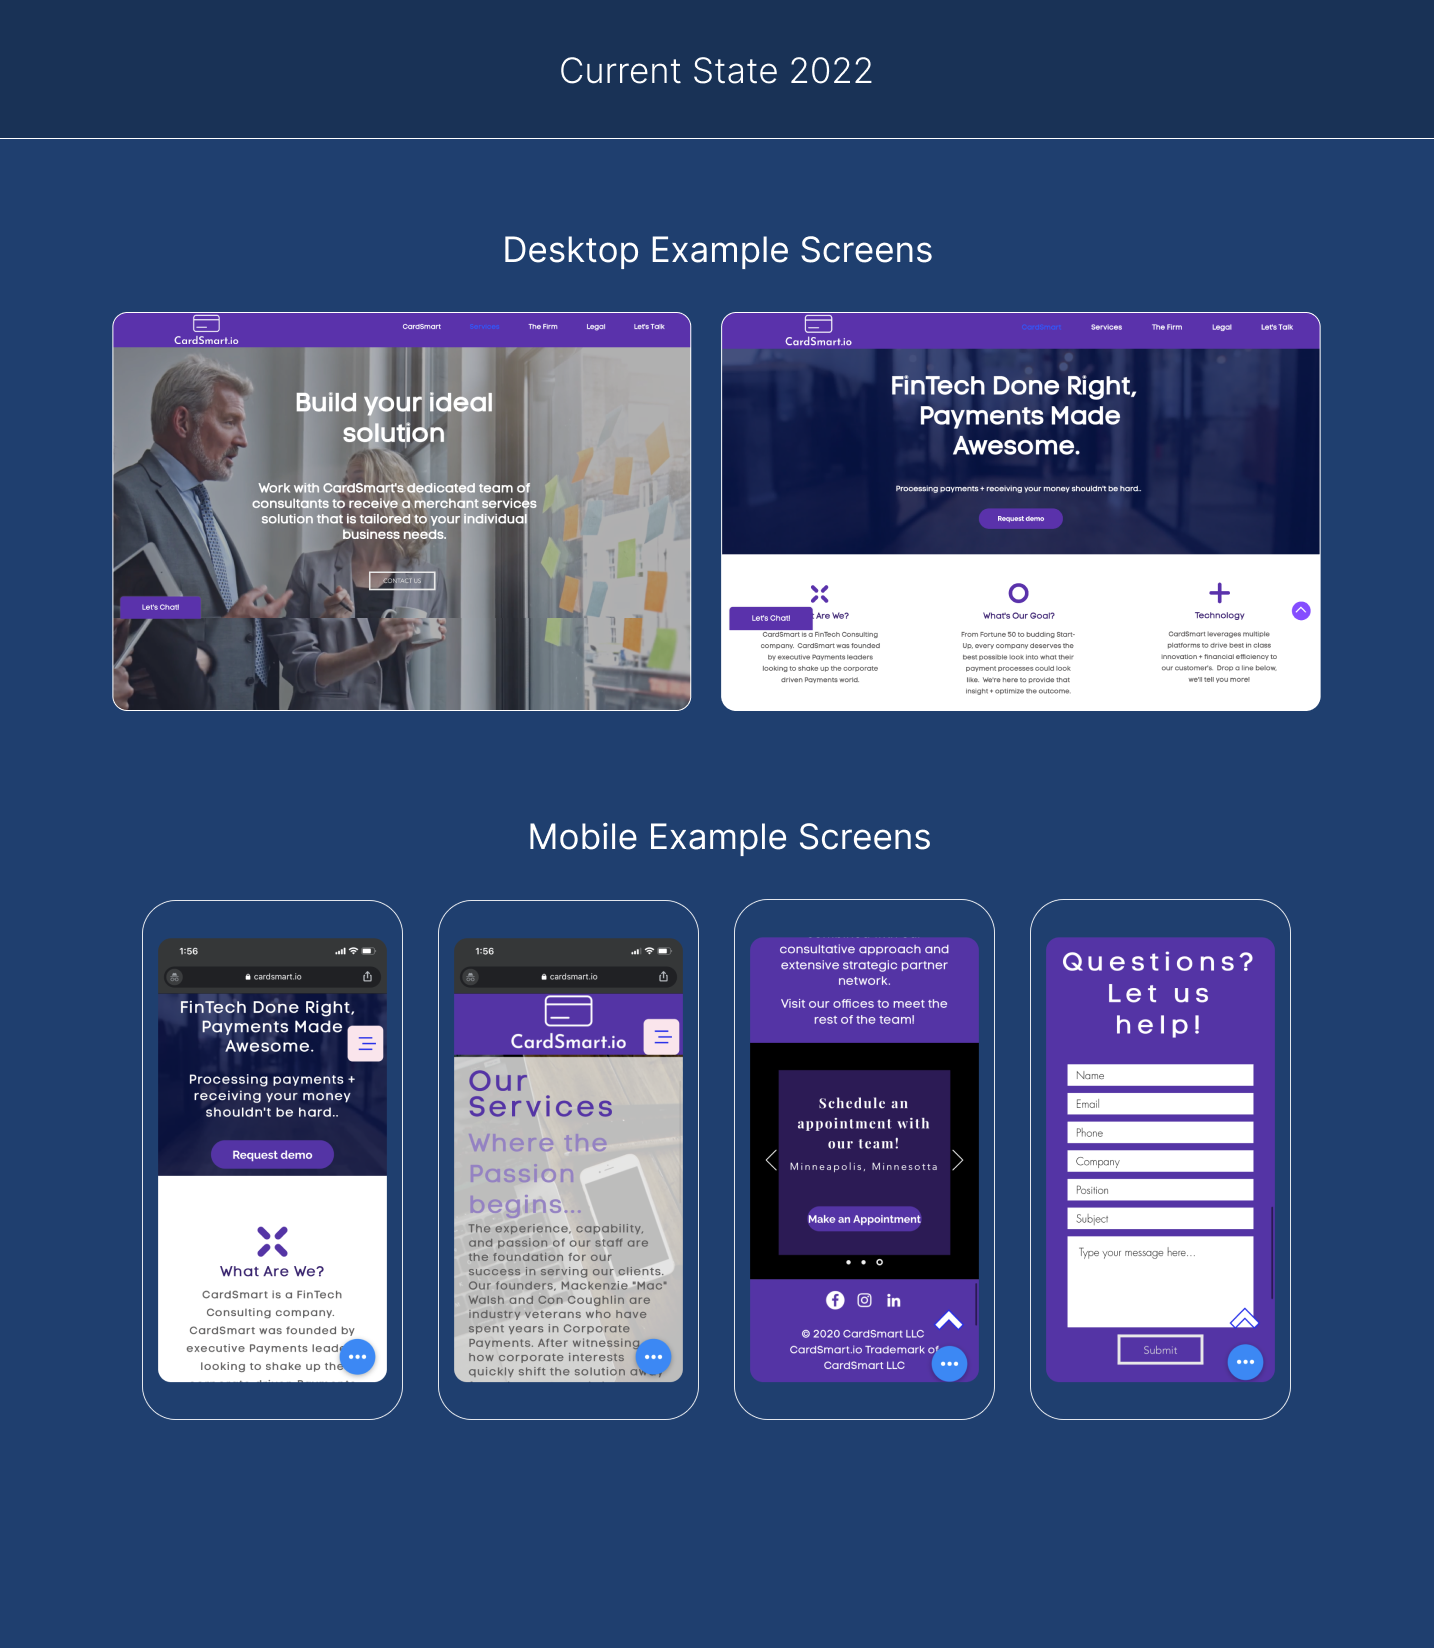 Current State 2022
Desktop Example Screens
CardSmart.io
CardSmart
Services
The Firm
Legal
Let's Talk
Build your ideal
solution
Work with CardSmart's dedicated team of
consultants to receive a merchant services
solution that is tailored to your individual
business needs.
CONTACT US
Let's Chat!
CardSmart.io
CardSmart
Services
The Firm
Legal
Let's Talk
FinTech Done Right,
Payments Made
Awesome.
Processing payments + receiving your money shouldn't be hard..
Request demo
Let's Chat!
Are We?
CardSmart is a FinTech Consulting
company. CardSmart was founded
by executive Payments leaders
looking to shake up the corporate
driven Payments world.
What's Our Goal?
From Fortune 50 to budding Start-
Up, every company deserves the
best possible look into what their
payment processes could look
like. We're here to provide that
insight + optimize the outcome.
Technology
CardSmart leverages multiple
platforms to drive best in class
innovation + financial efficiency to
our customer's. Drop a line below,
we'll tell you more!
Mobile Example Screens
1:56
cardsmart.io
FinTech Done Right,
Payments Made
Awesome.
Processing payments +
receiving your money
shouldn't be hard..
Request demo
What Are We?
CardSmart is a FinTech
Consulting company.
CardSmart was founded by
executive Payments
looking to shake up the
1:56
cardsmart.io
CardSmart.io
Our
Services
Where the
Passion
begins...
The experience, capability,
and passion of our staff are
the foundation for our
success in serving our clients.
Our founders, Mackenzie "Mac"
Walsh and Con Coughlin are
industry veterans who have
spent years in Corporate
Payments. After witnessing
how corporate interests
quickly shift the solution away
consultative approach and
extensive strategic partner
network.
Visit our offices to meet the
rest of the team!
Schedule an
appointment with
our team!
Minneapolis, Minnesotta
Make an Appointment
© 2020 CardSmart LLC
CardSmart.io Trademark of
CardSmart LLC
Questions?
Let us
help!
Name
Email
Phone
Company
Position
Subject
Type your message here...
Submit